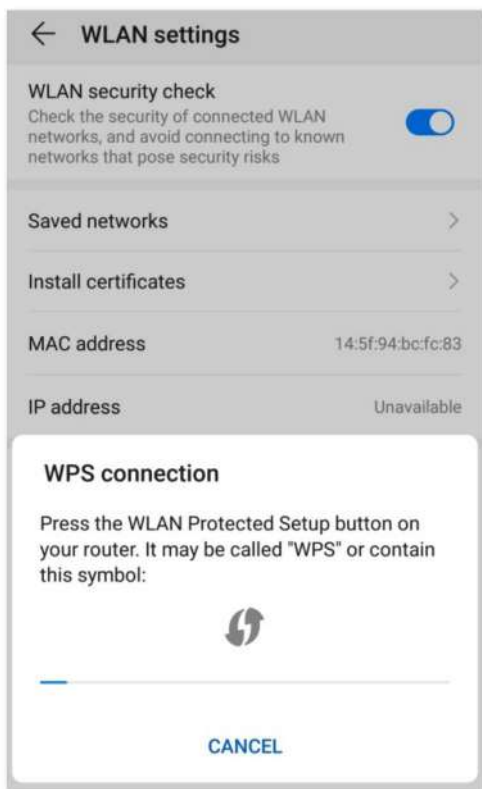 WLAN settings
WLAN security check
Check the security of connected WLAN
networks, and avoid connecting to known
networks that pose security risks
Saved networks
Install certificates
MAC address 14:5f:94:bc:fc:83
IP address Unavailable
WPS connection
Press the WLAN Protected Setup button on
your router. It may be called "WPS" or contain
this symbol:
CANCEL